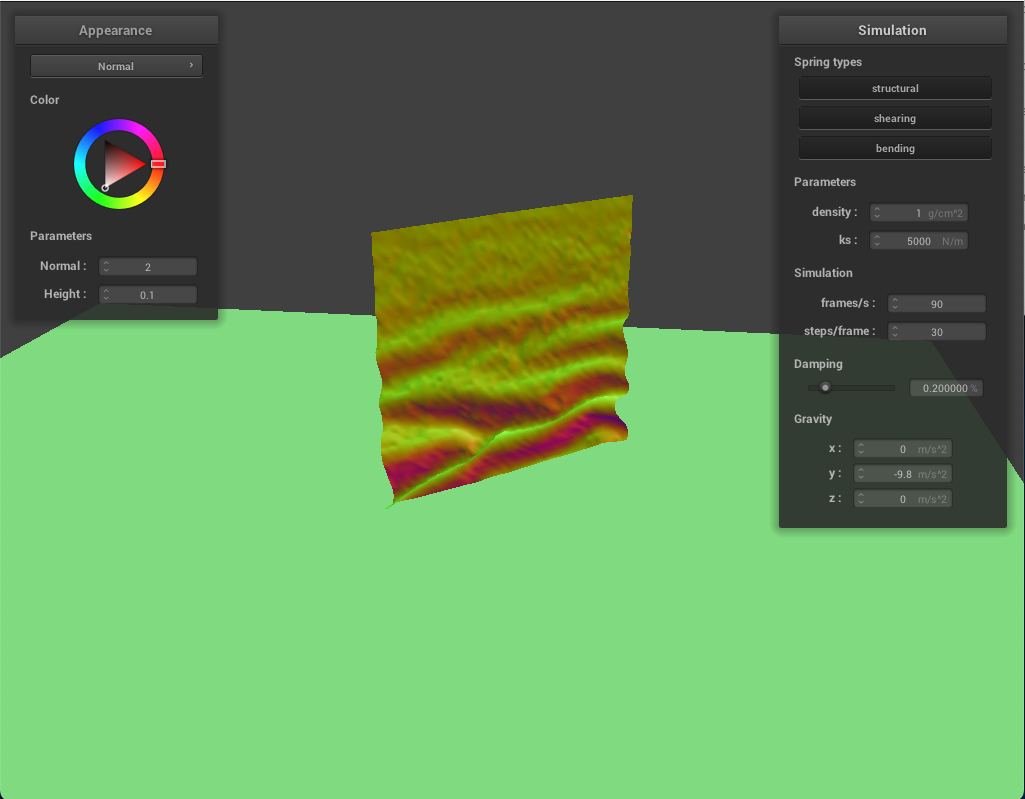 Appearance
Normal
Color
Parameters
Normal : 2
Height : 0.1
Simulation
Spring types
structural
shearing
bending
Parameters
density : 1 g/cm^2
ks : 5000 N/m
Simulation
frames/s : 90
steps/frame : 30
Damping
0.200000 %
Gravity
x : 0 m/s^2
y : -9.8 m/s^2
z : 0 m/s^2